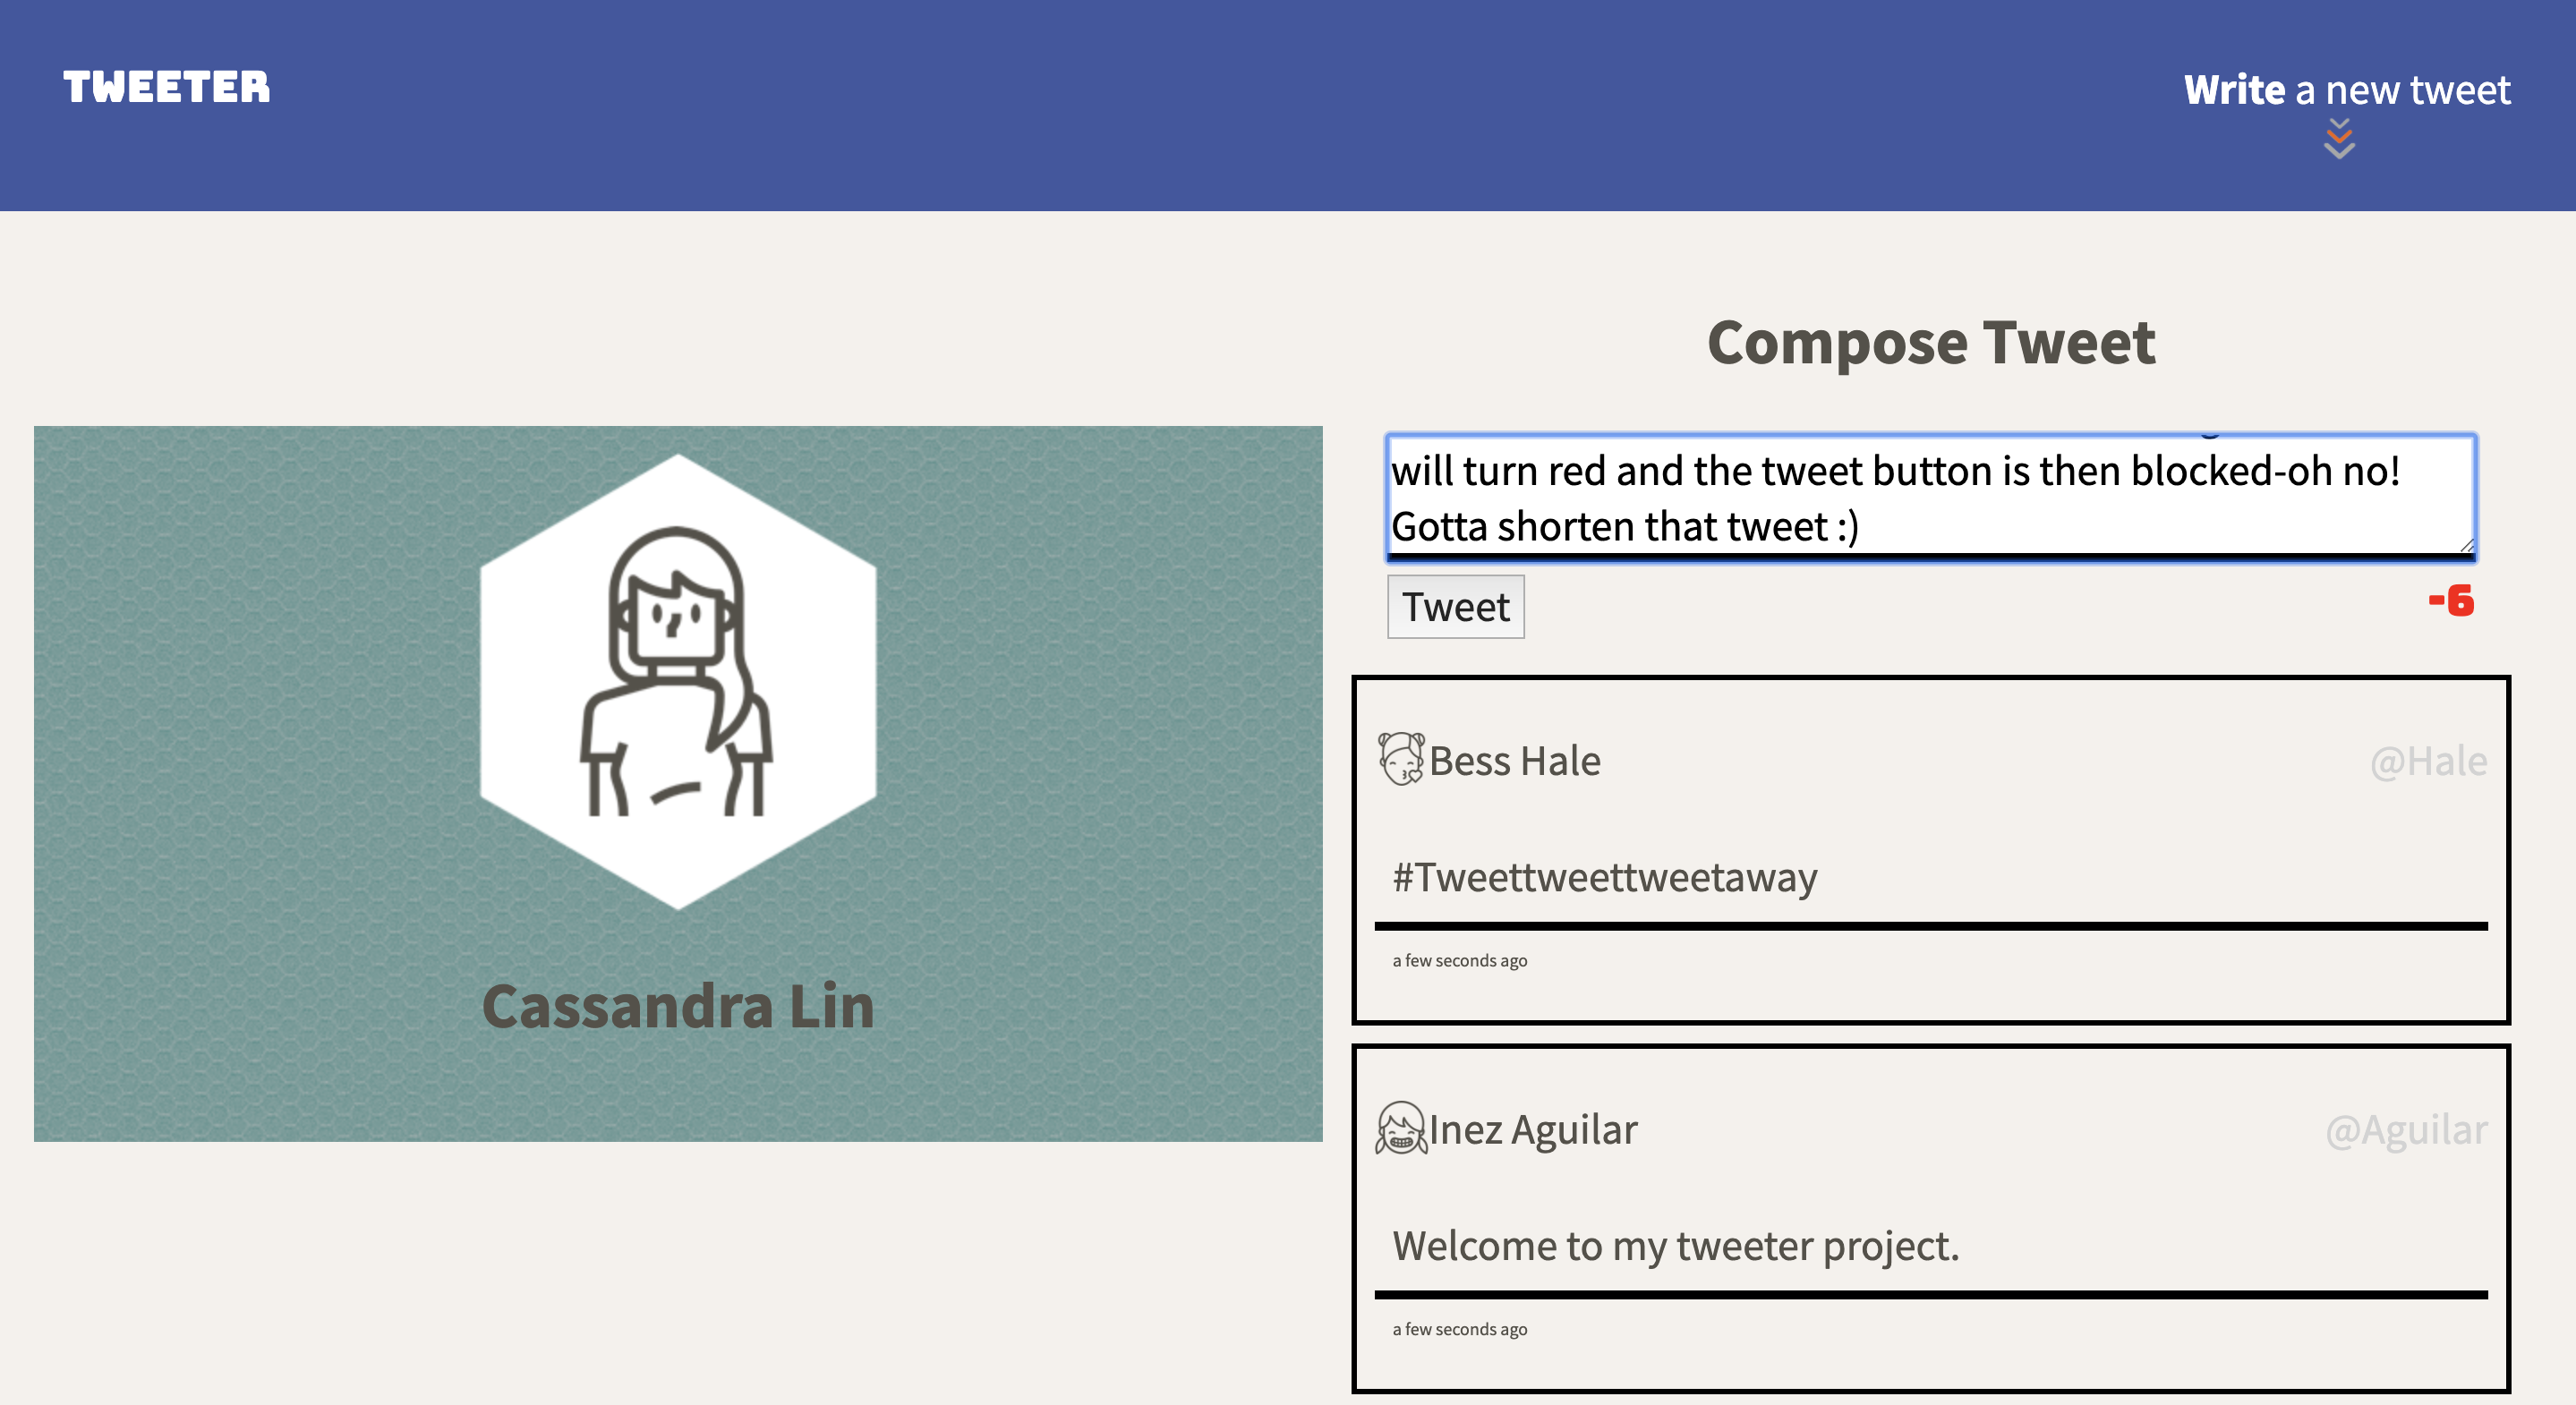 TWEETER
Write a new tweet
Compose Tweet
will turn red and the tweet button is then blocked-oh no!
Gotta shorten that tweet :)
Tweet
-6
Cassandra Lin
Bess Hale
@Hale
#Tweettweettweetaway
a few seconds ago
Inez Aguilar
@Aguilar
Welcome to my tweeter project.
a few seconds ago